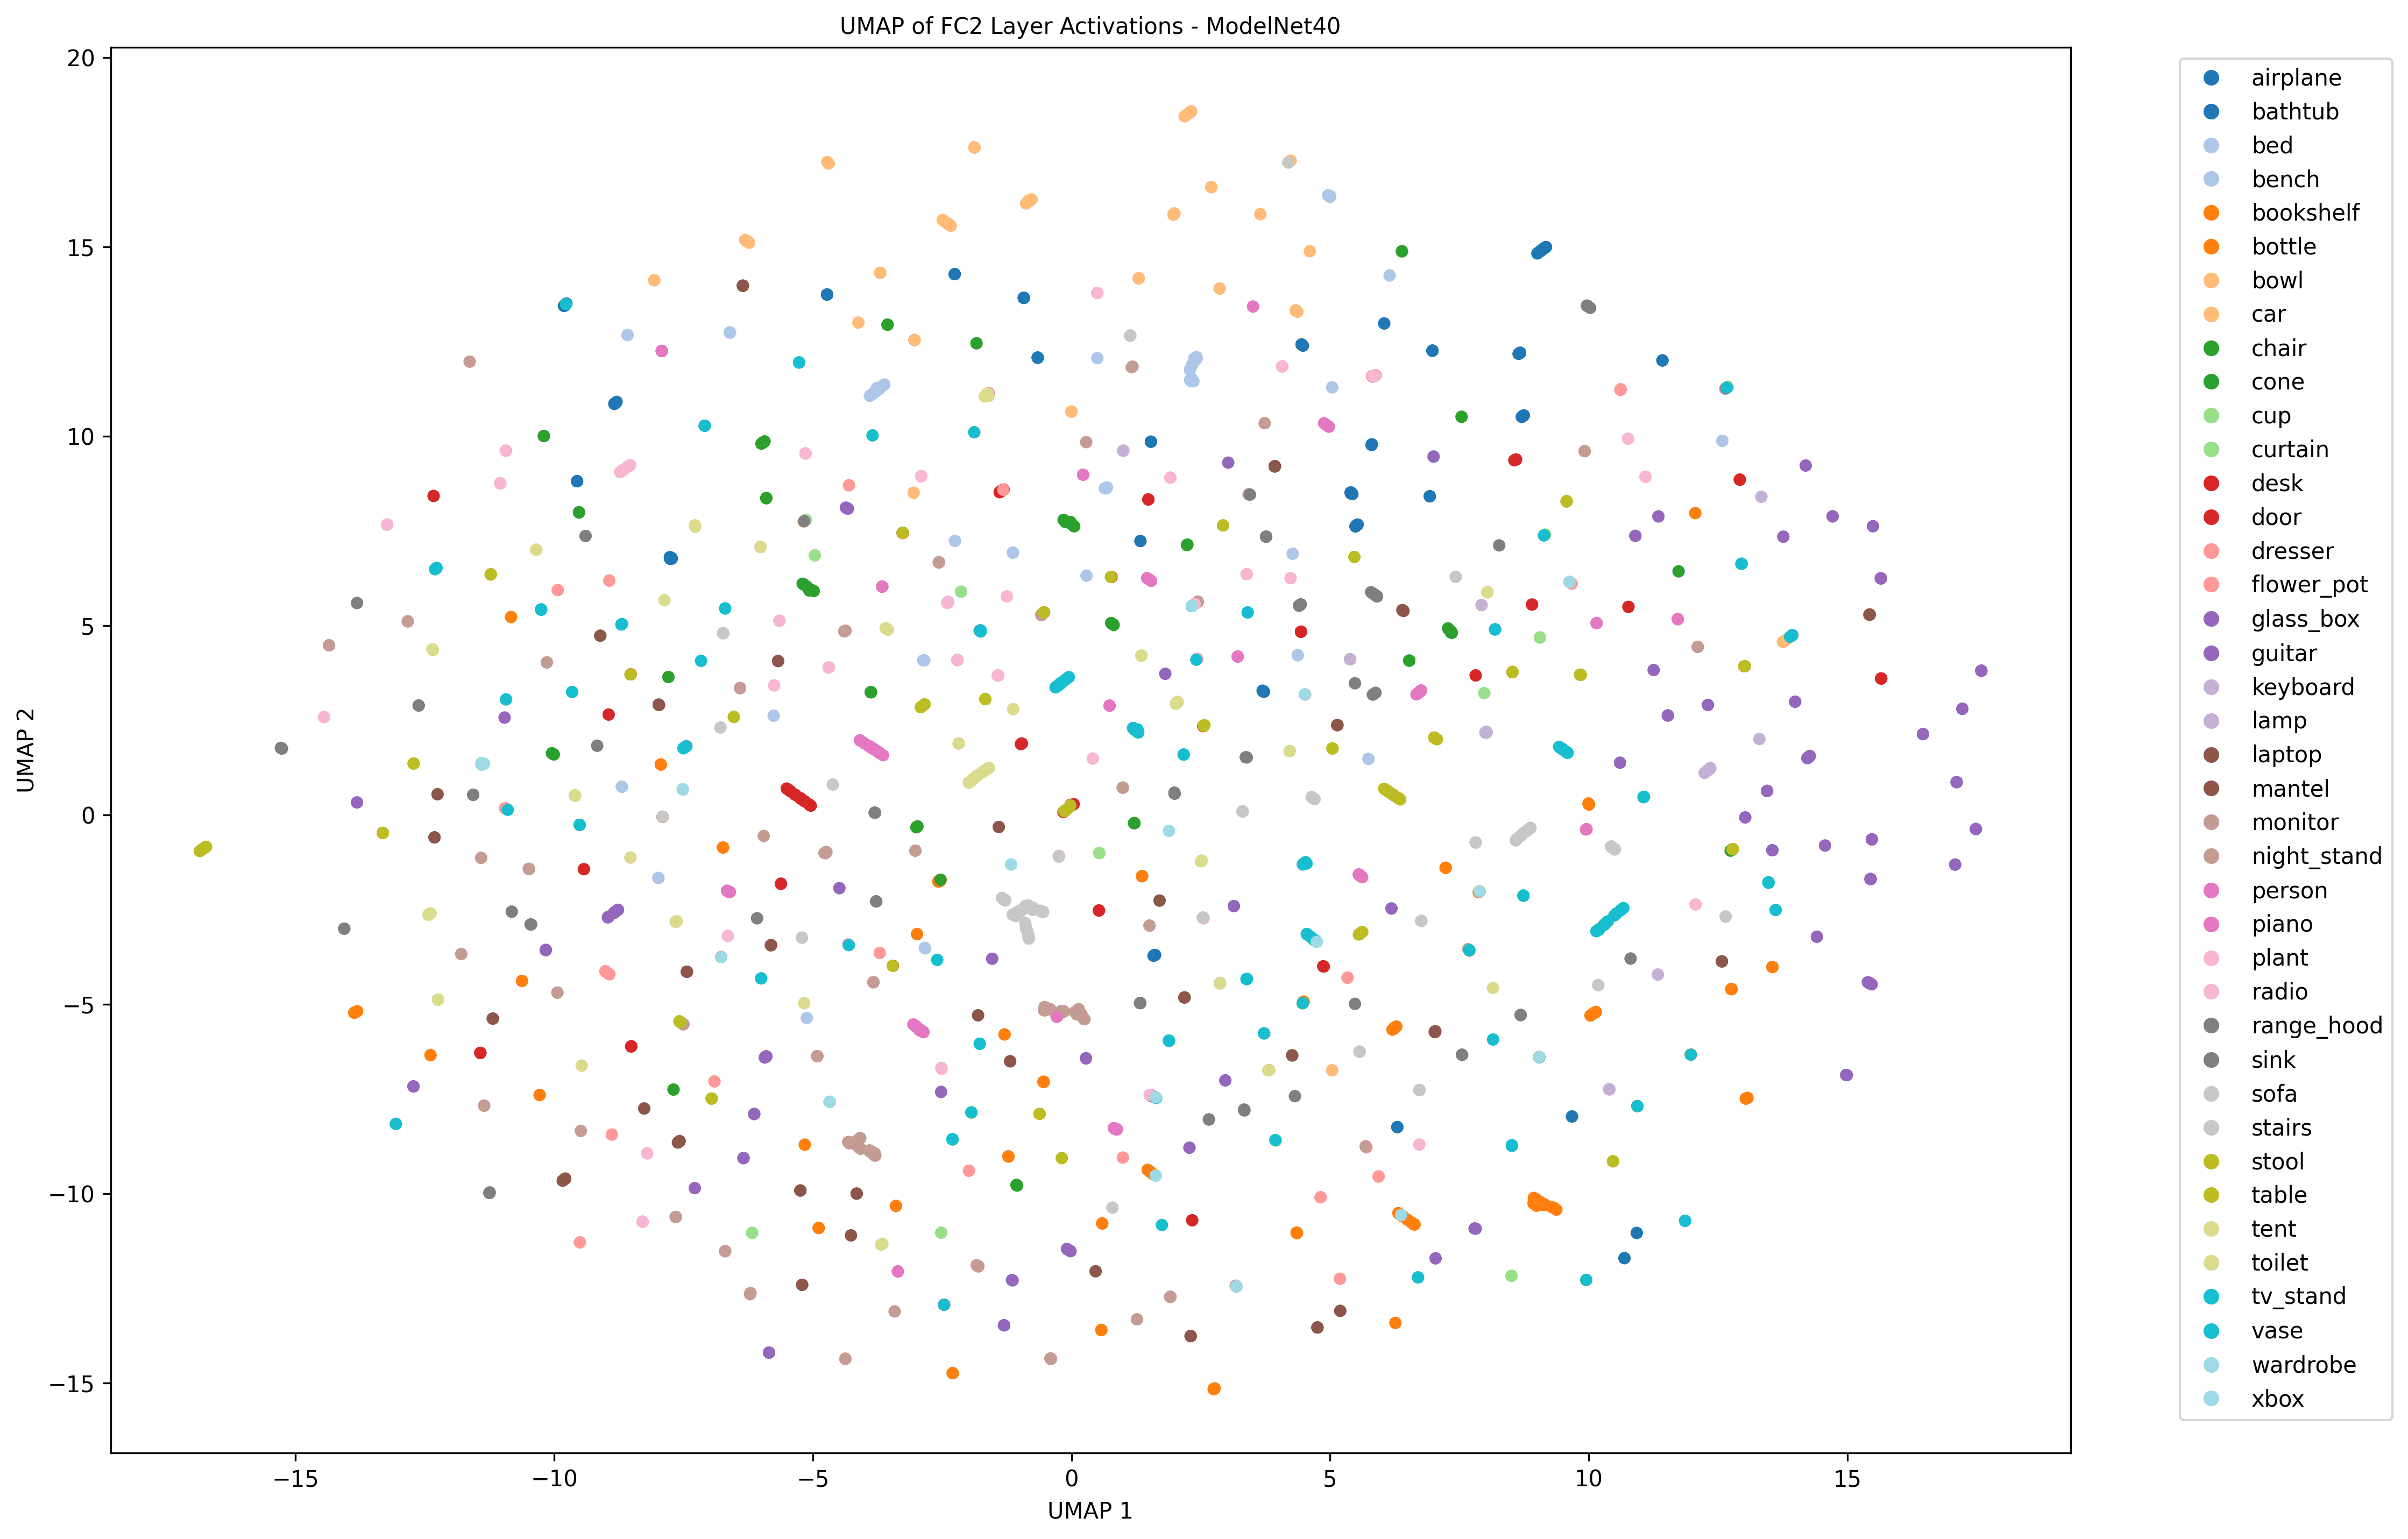 UMAP of FC2 Layer Activations - ModelNet40
20
15
10
5
0
−5
−10
−15
UMAP 2
−15
−10
−5
0
5
10
15
UMAP 1
airplane
bathtub
bed
bench
bookshelf
bottle
bowl
car
chair
cone
cup
curtain
desk
door
dresser
flower_pot
glass_box
guitar
keyboard
lamp
laptop
mantel
monitor
night_stand
person
piano
plant
radio
range_hood
sink
sofa
stairs
stool
table
tent
toilet
tv_stand
vase
wardrobe
xbox